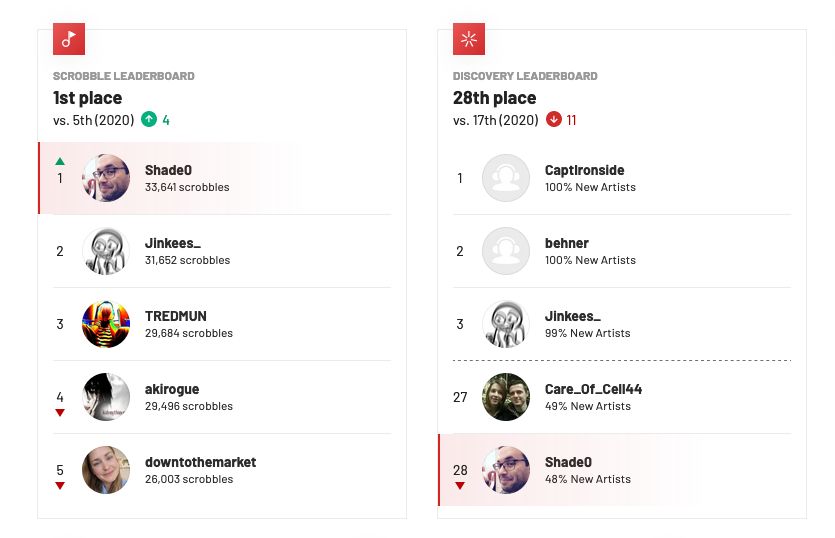 SCROBBLE LEADERBOARD
1st place
vs. 5th (2020) 4
1
Shade0
33,641 scrobbles
2
Jinkees_
31,652 scrobbles
3
TREDMUN
29,684 scrobbles
4
akirogue
29,496 scrobbles
5
downtothemarket
26,003 scrobbles
DISCOVERY LEADERBOARD
28th place
vs. 17th (2020) 11
1
CaptIronside
100% New Artists
2
behner
100% New Artists
3
Jinkees_
99% New Artists
27
Care_Of_Cell44
49% New Artists
28
Shade0
48% New Artists